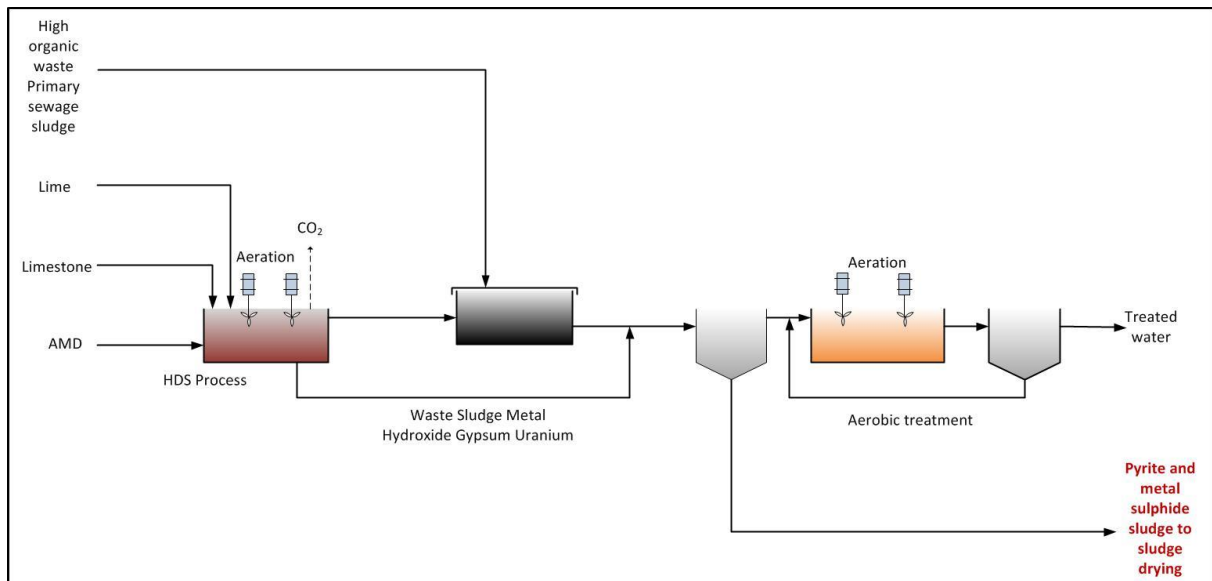 High
organic
waste
Primary
sewage
sludge
Lime
Limestone
AMD
Aeration
CO₂
HDS Process
Waste Sludge Metal
Hydroxide Gypsum Uranium
Aeration
Aerobic treatment
Treated
water
Pyrite and
metal
sulphide
sludge to
sludge
drying